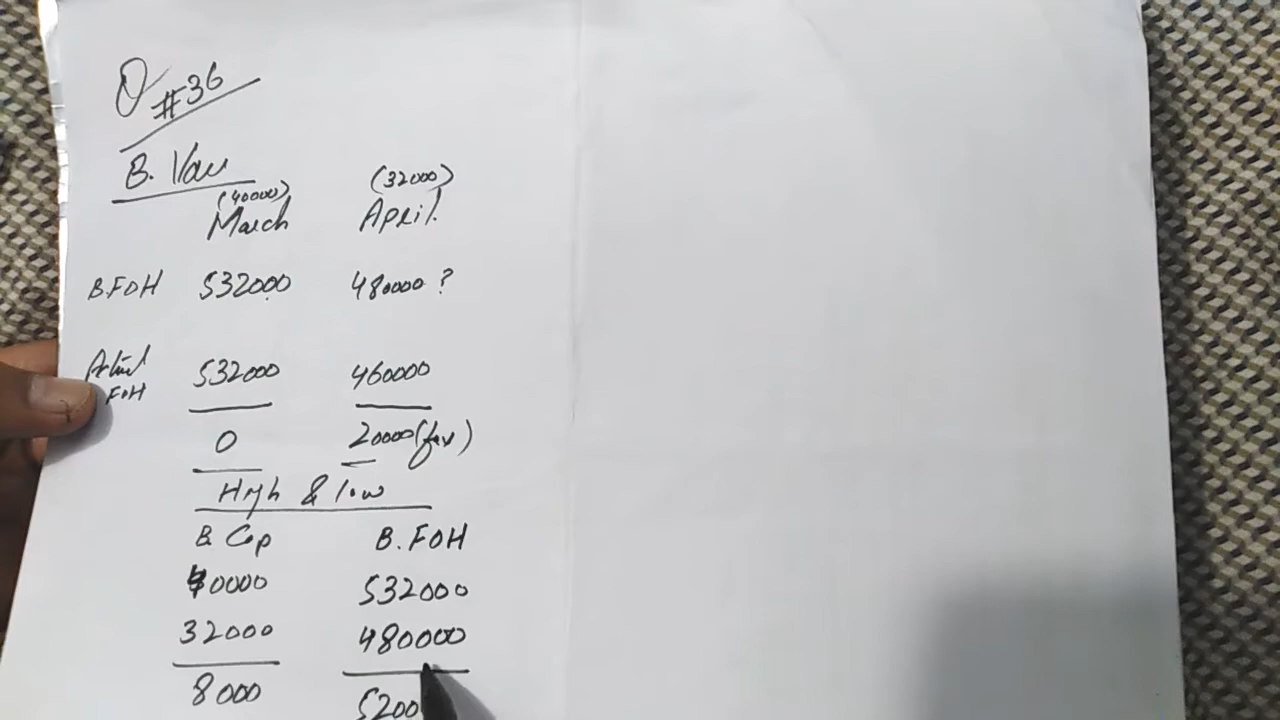 Q #36
B. Var
(40000) (32000)
March April.
B.FOH 532000 480000 ?
Actual FOH 532000 460000
0 20000 (fav)
High & low
B Cap B. FOH
40000 532000
32000 480000
8000 5200